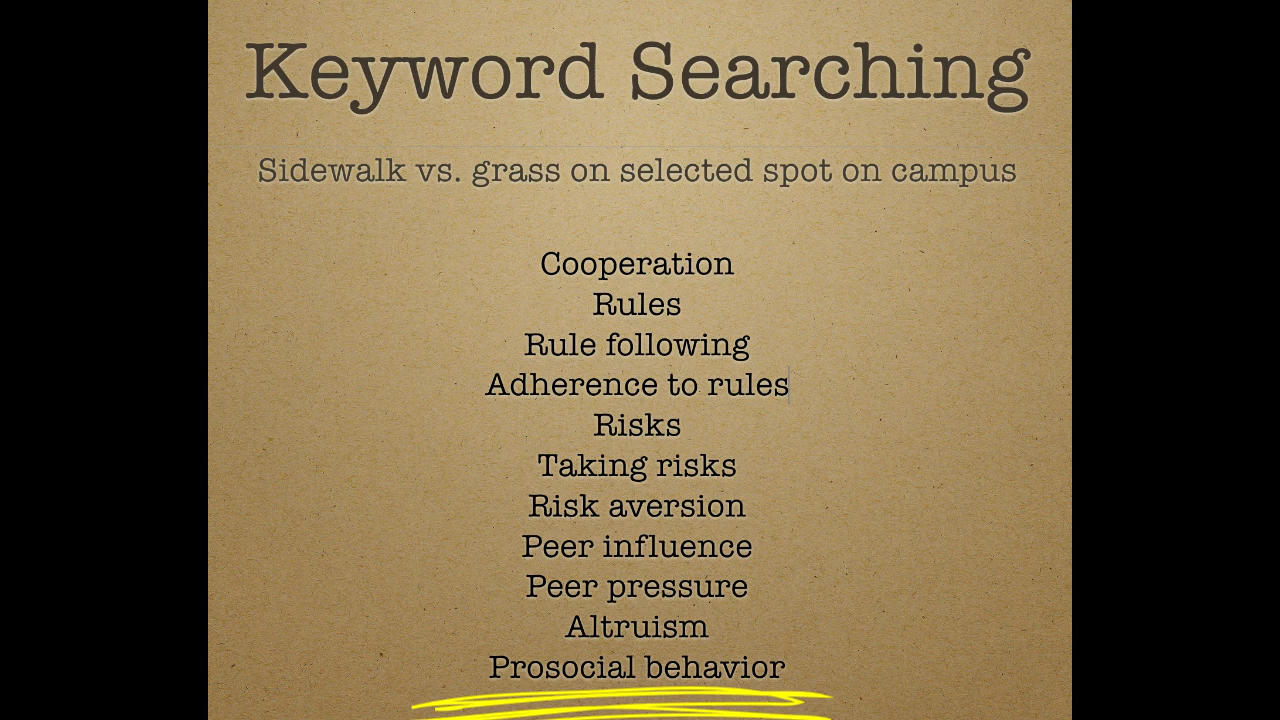 Keyword Searching
Sidewalk vs. grass on selected spot on campus
Cooperation
Rules
Rule following
Adherence to rules
Risks
Taking risks
Risk aversion
Peer influence
Peer pressure
Altruism
Prosocial behavior